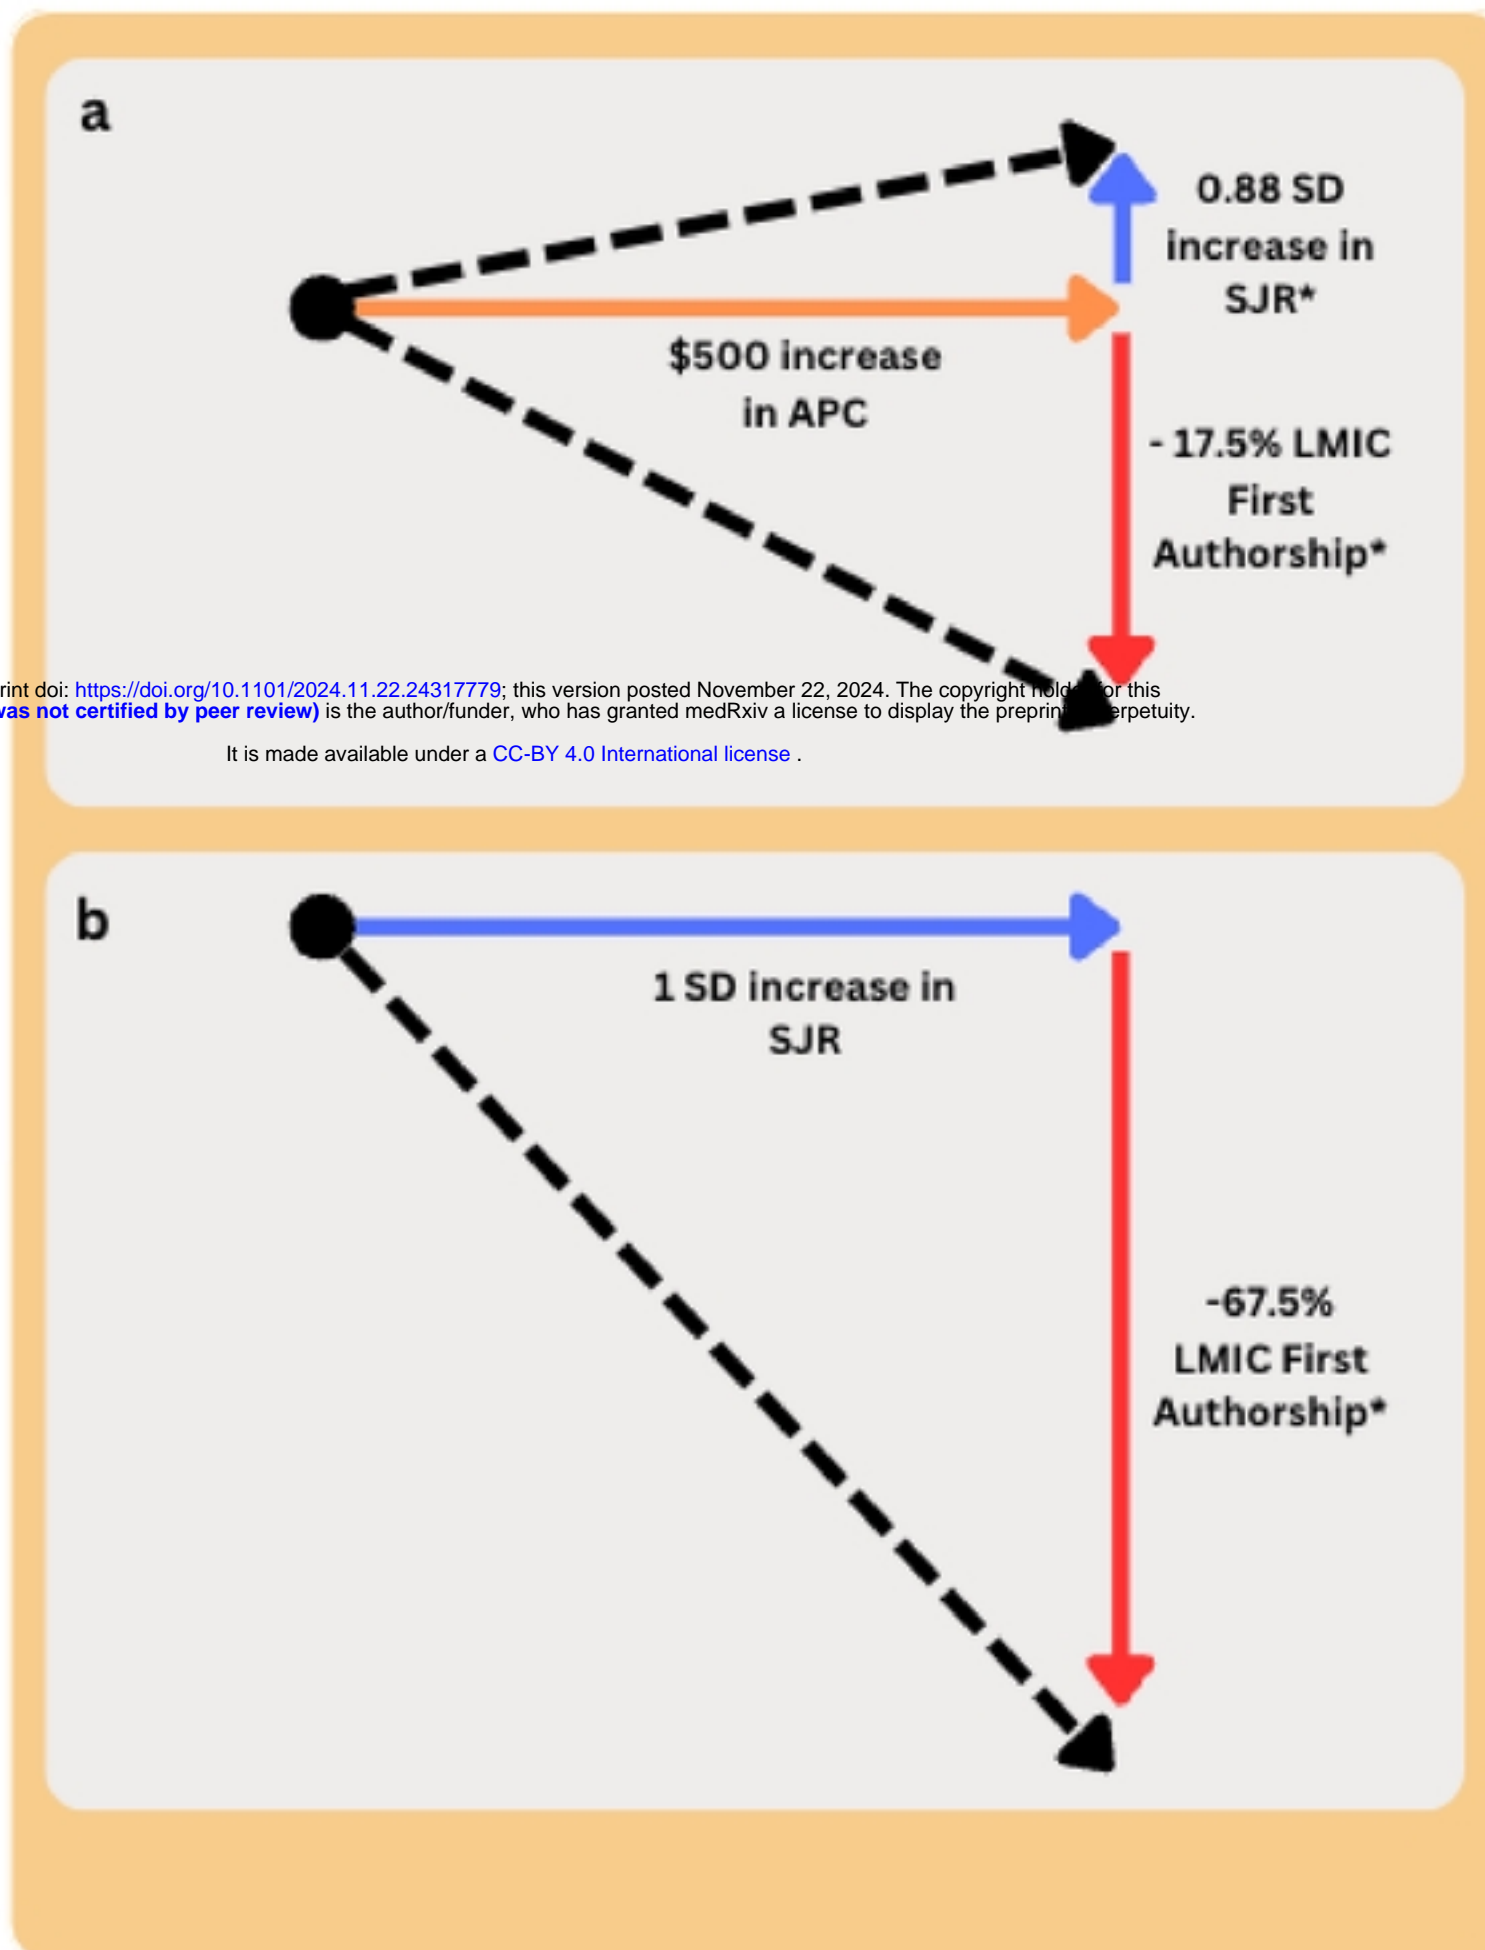 a
0.88 SD
increase in
SJR*
$500 increase
in APC
- 17.5% LMIC
First
Authorship*
rint doi: https://doi.org/10.1101/2024.11.22.24317779; this version posted November 22, 2024. The copyright holder for this
was not certified by peer review) is the author/funder, who has granted medRxiv a license to display the preprint erpetuity.
It is made available under a CC-BY 4.0 International license .
b
1 SD increase in
SJR
-67.5%
LMIC First
Authorship*